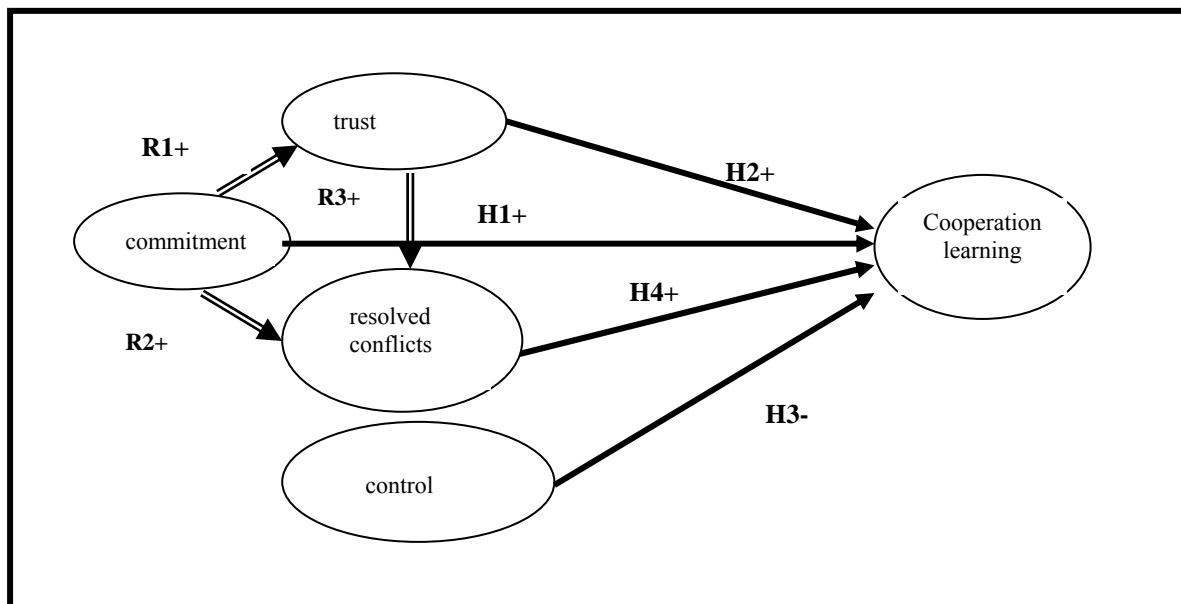 trust
R1+
H2+
R3+
H1+
commitment
Cooperation
learning
H4+
resolved
conflicts
R2+
H3-
control